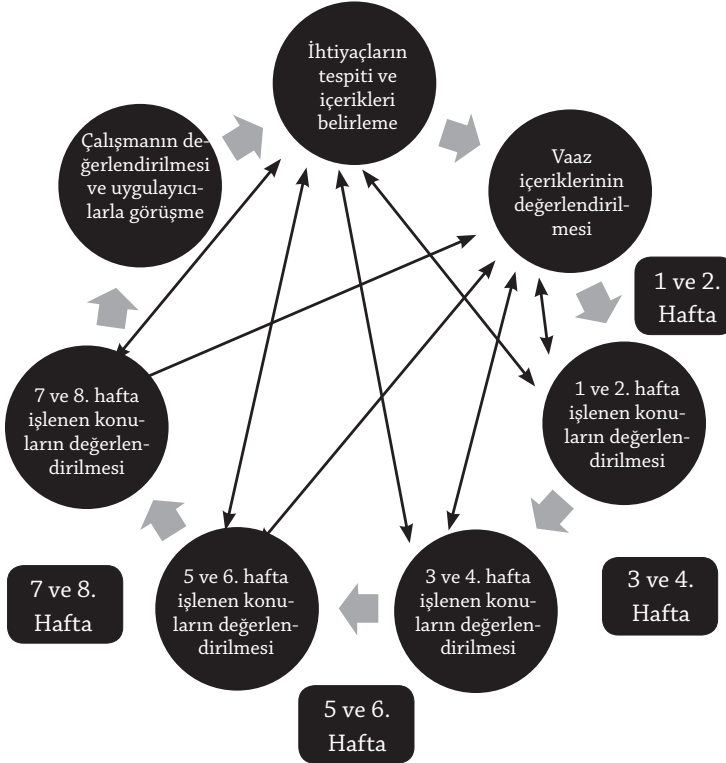 İhtiyaçların
tespiti ve
içerikleri
belirleme
Vaaz
içeriklerinin
değerlendiril-
mesi
1 ve 2.
Hafta
1 ve 2. hafta
işlenen konu-
ların değerlen-
dirilmesi
3 ve 4.
Hafta
3 ve 4. hafta
işlenen konu-
ların değerlen-
dirilmesi
5 ve 6.
Hafta
5 ve 6. hafta
işlenen konu-
ların değerlen-
dirilmesi
7 ve 8.
Hafta
7 ve 8. hafta
işlenen konu-
ların değerlen-
dirilmesi
Çalışmanın de-
ğerlendirilmesi
ve uygulayıcı-
larla görüşme